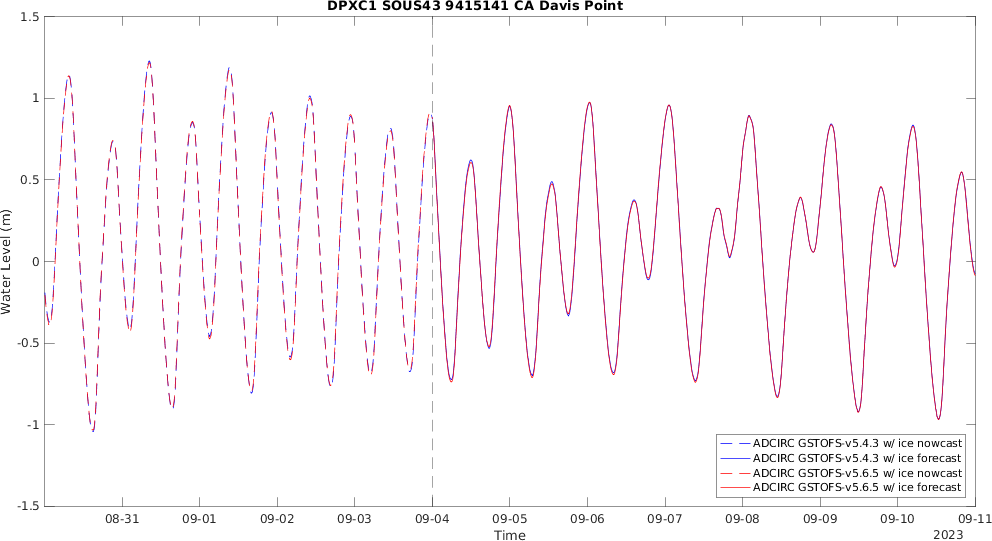 DPXC1 SOUS43 9415141 CA Davis Point
1.5
1
0.5
0
-0.5
-1
-1.5
Water Level (m)
08-31 09-01 09-02 09-03 09-04 09-05 09-06 09-07 09-08 09-09 09-10 09-11
Time
2023
ADCIRC GSTOFS-v5.4.3 w/ ice nowcast
ADCIRC GSTOFS-v5.4.3 w/ ice forecast
ADCIRC GSTOFS-v5.6.5 w/ ice nowcast
ADCIRC GSTOFS-v5.6.5 w/ ice forecast